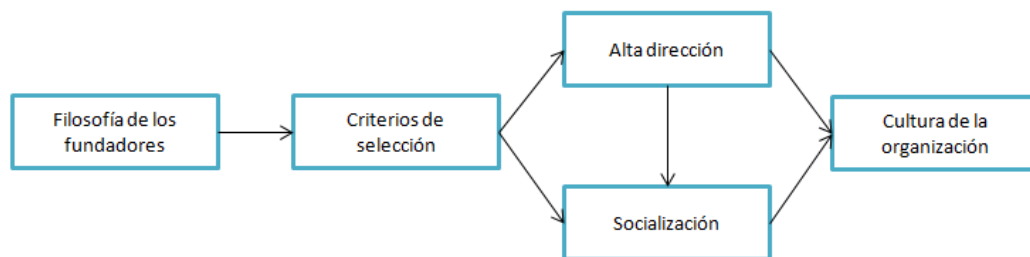 Filosofía de los
fundadores
Criterios de
selección
Alta dirección
Socialización
Cultura de la
organización